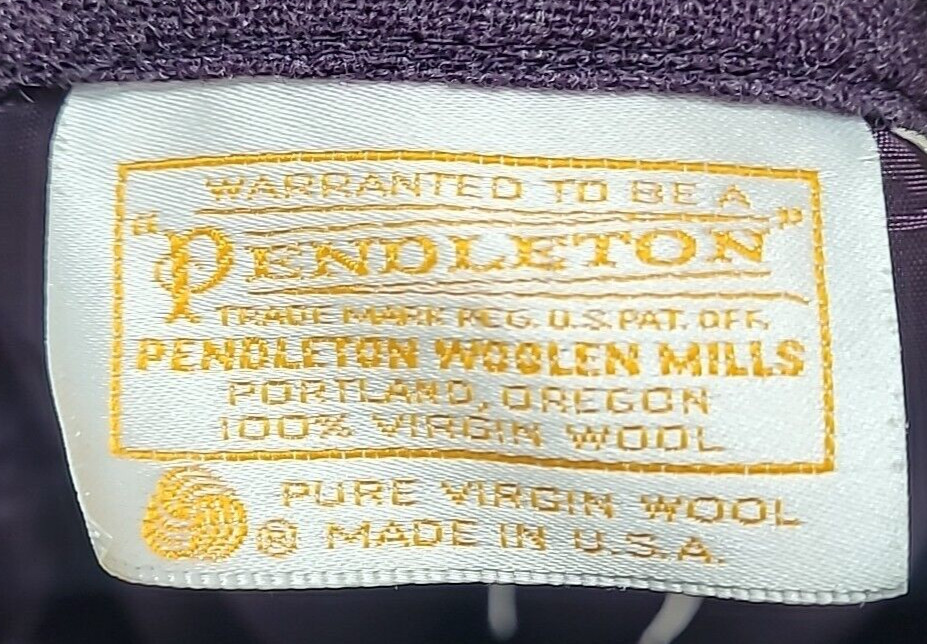 WARRANTED TO BE A
"PENDLETON"
TRADE MARK REG. U.S. PAT. OFF.
PENDLETON WOOLEN MILLS
PORTLAND, OREGON
100% VIRGIN WOOL
PURE VIRGIN WOOL
® MADE IN U.S.A.